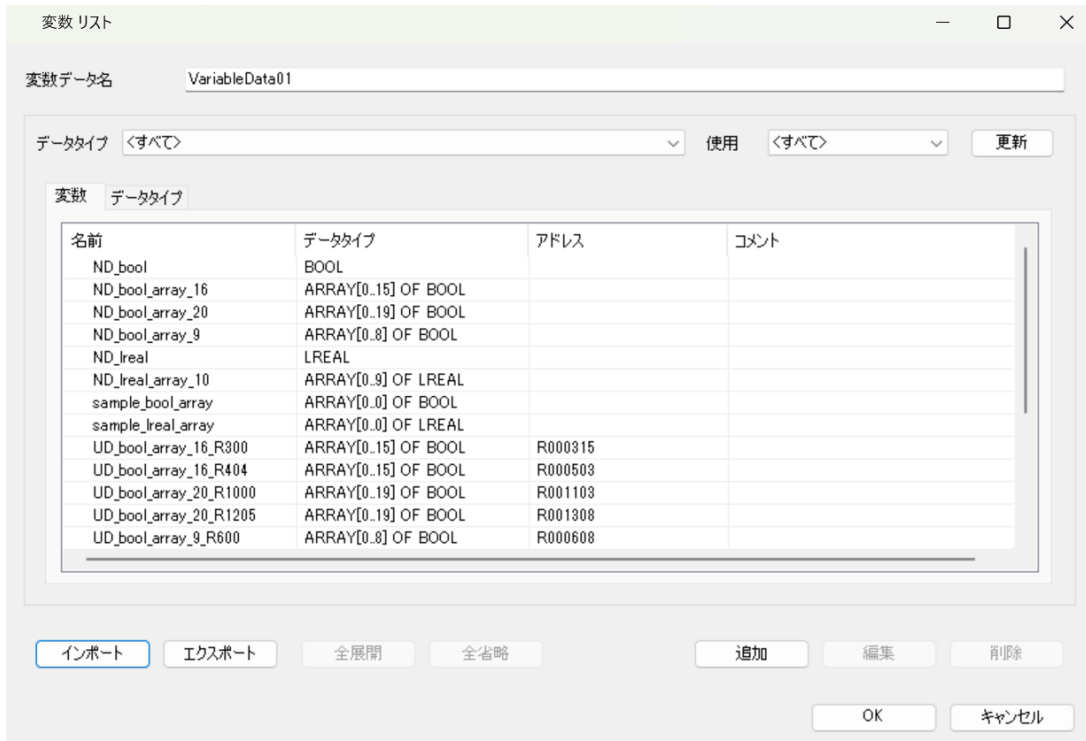 変数 リスト
変数データ名 VariableData01
データタイプ <すべて> 使用 <すべて> 更新
変数 データタイプ
名前 データタイプ アドレス コメント
ND_bool BOOL
ND_bool_array_16 ARRAY[0..15] OF BOOL
ND_bool_array_20 ARRAY[0..19] OF BOOL
ND_bool_array_9 ARRAY[0..8] OF BOOL
ND_lreal LREAL
ND_lreal_array_10 ARRAY[0..9] OF LREAL
sample_bool_array ARRAY[0..0] OF BOOL
sample_lreal_array ARRAY[0..0] OF LREAL
UD_bool_array_16_R300 ARRAY[0..15] OF BOOL R000315
UD_bool_array_16_R404 ARRAY[0..15] OF BOOL R000503
UD_bool_array_20_R1000 ARRAY[0..19] OF BOOL R001103
UD_bool_array_20_R1205 ARRAY[0..19] OF BOOL R001308
UD_bool_array_9_R600 ARRAY[0..8] OF BOOL R000608
インポート エクスポート 全展開 全省略 追加 編集 削除
OK キャンセル